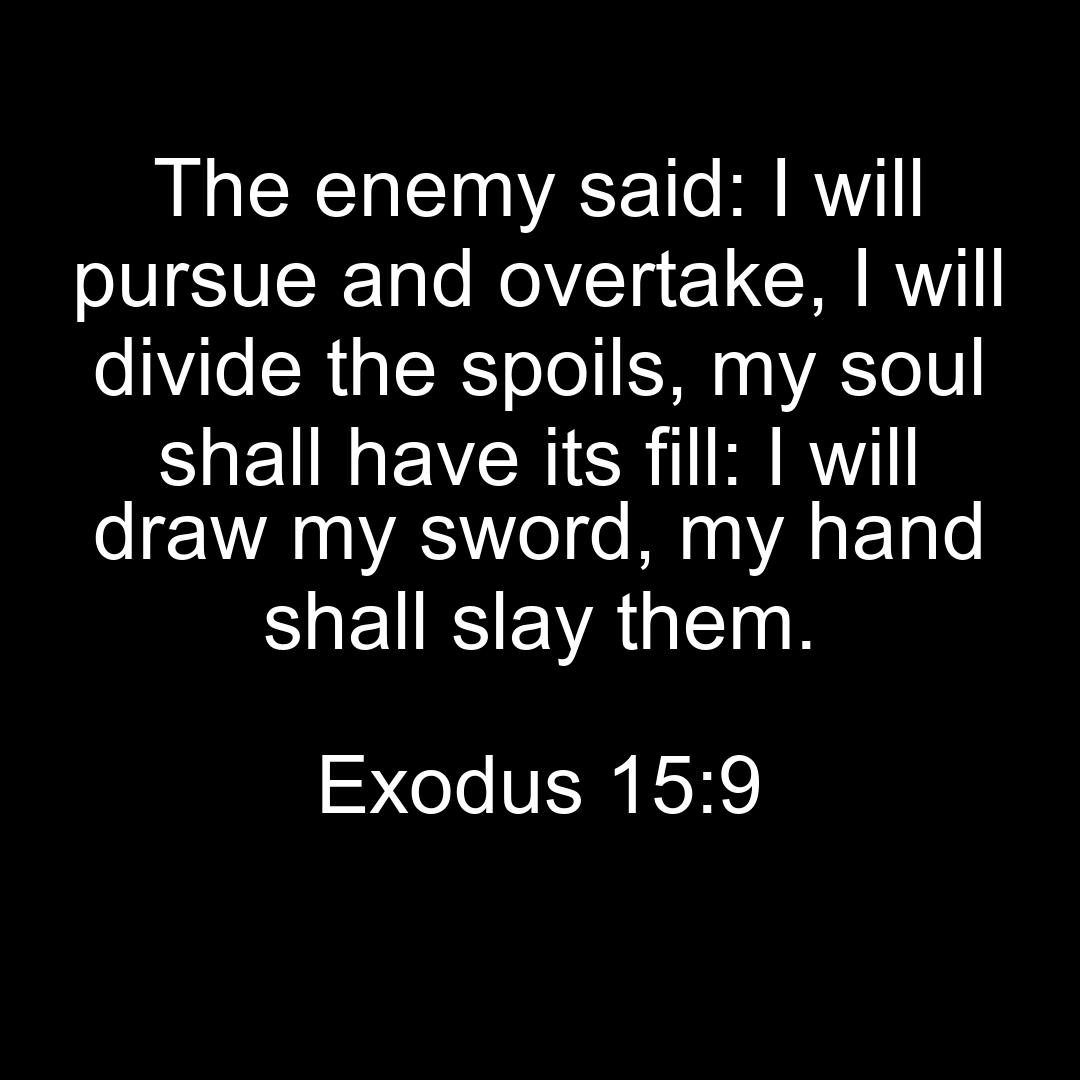 The enemy said: I will
pursue and overtake, I will
divide the spoils, my soul
shall have its fill: I will
draw my sword, my hand
shall slay them.
Exodus 15:9